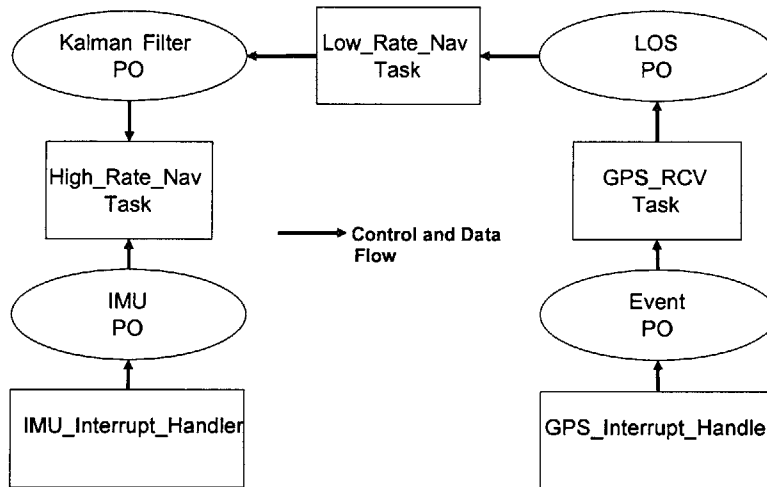 Kalman Filter
PO
Low_Rate_Nav
Task
LOS
PO
High_Rate_Nav
Task
GPS_RCV
Task
Control and Data
Flow
IMU
PO
Event
PO
IMU_Interrupt_Handler
GPS_Interrupt_Handle